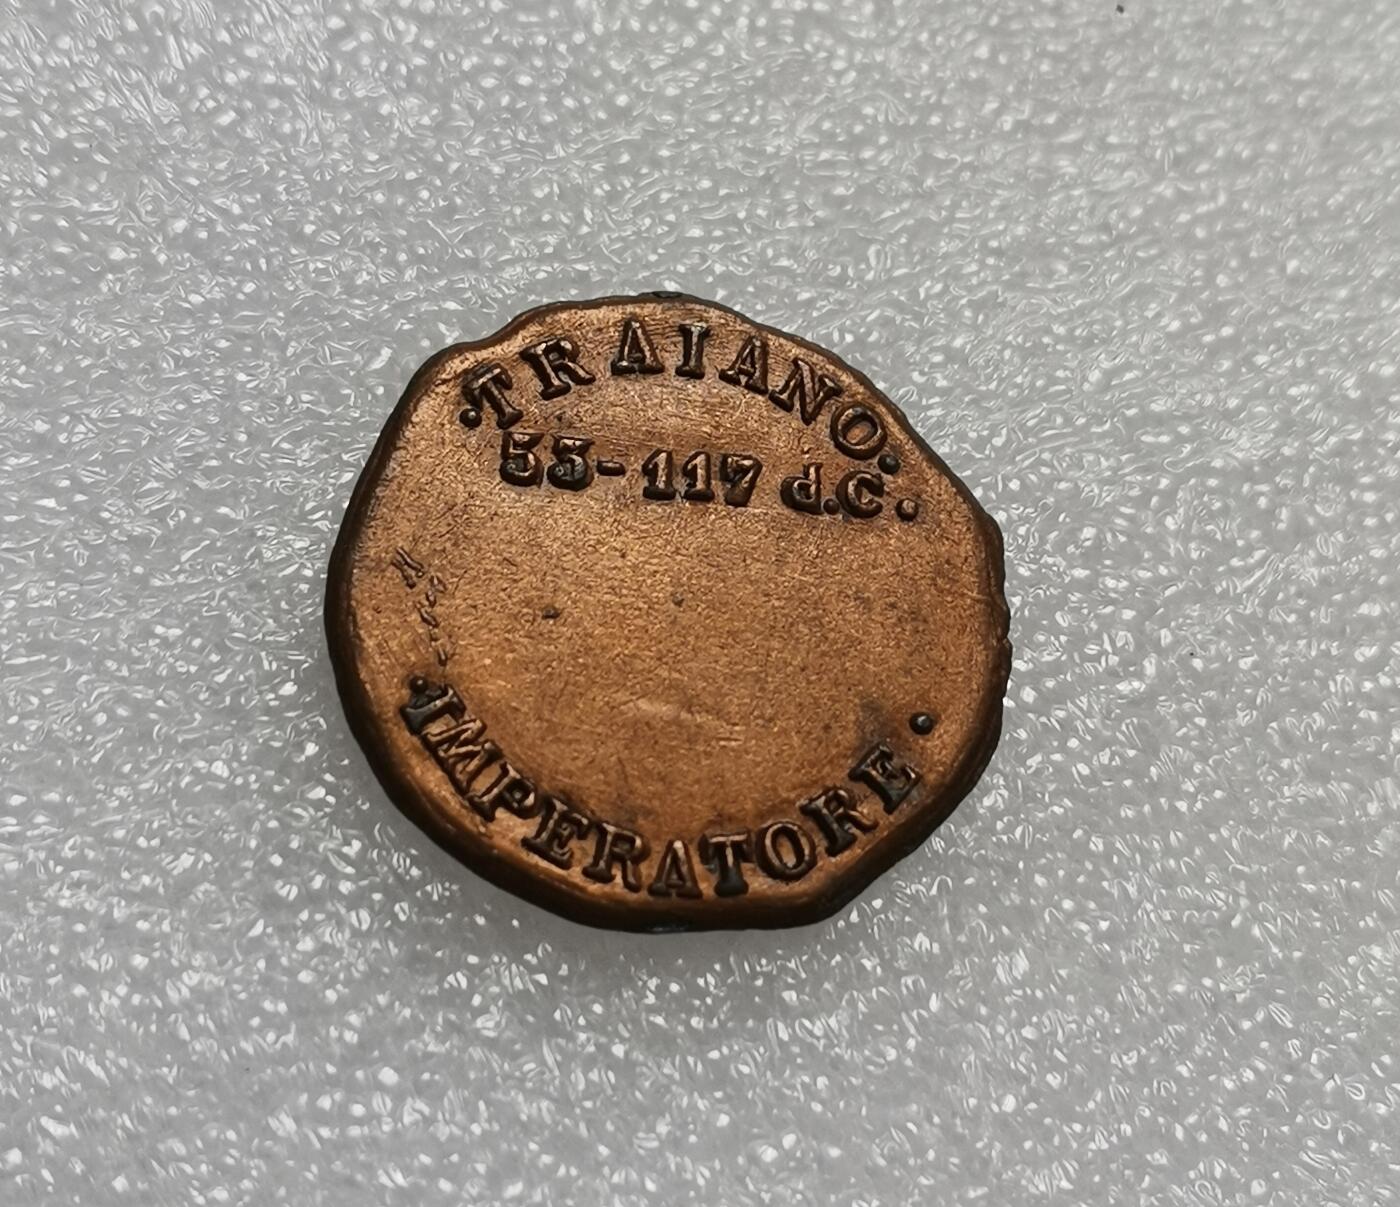 .TRAIANO.
53-117 d.C.
.IMPERATORE.